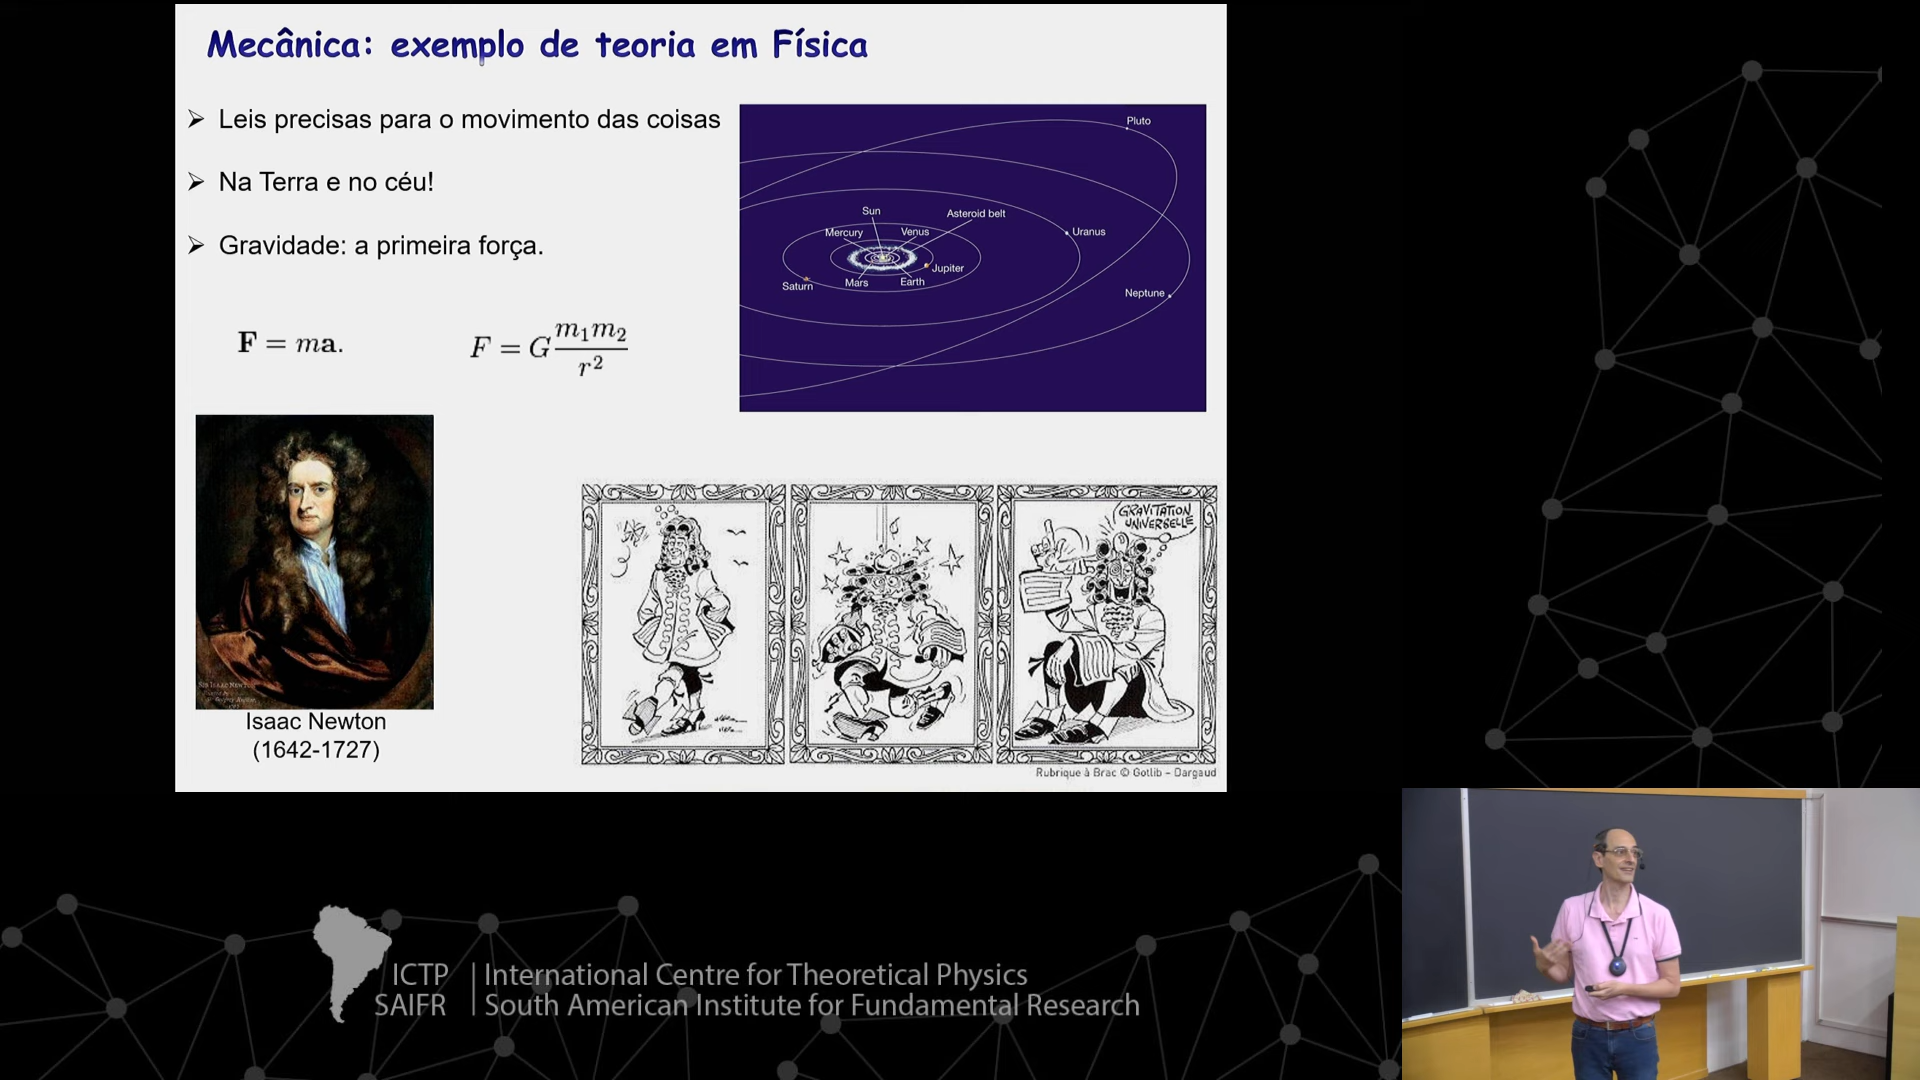 Mecânica: exemplo de teoria em Física
Leis precisas para o movimento das coisas
Na Terra e no céu!
Gravidade: a primeira força.
F = ma.
F = G m₁m₂ / r²
Pluto
Sun
Asteroid belt
Mercury
Venus
Uranus
Jupiter
Saturn
Mars
Earth
Neptune
Isaac Newton
(1642-1727)
GRAVITATION
UNIVERSELLE
Rubrique à Brac © Gotlib – Dargaud
ICTP
SAIFR
International Centre for Theoretical Physics
South American Institute for Fundamental Research